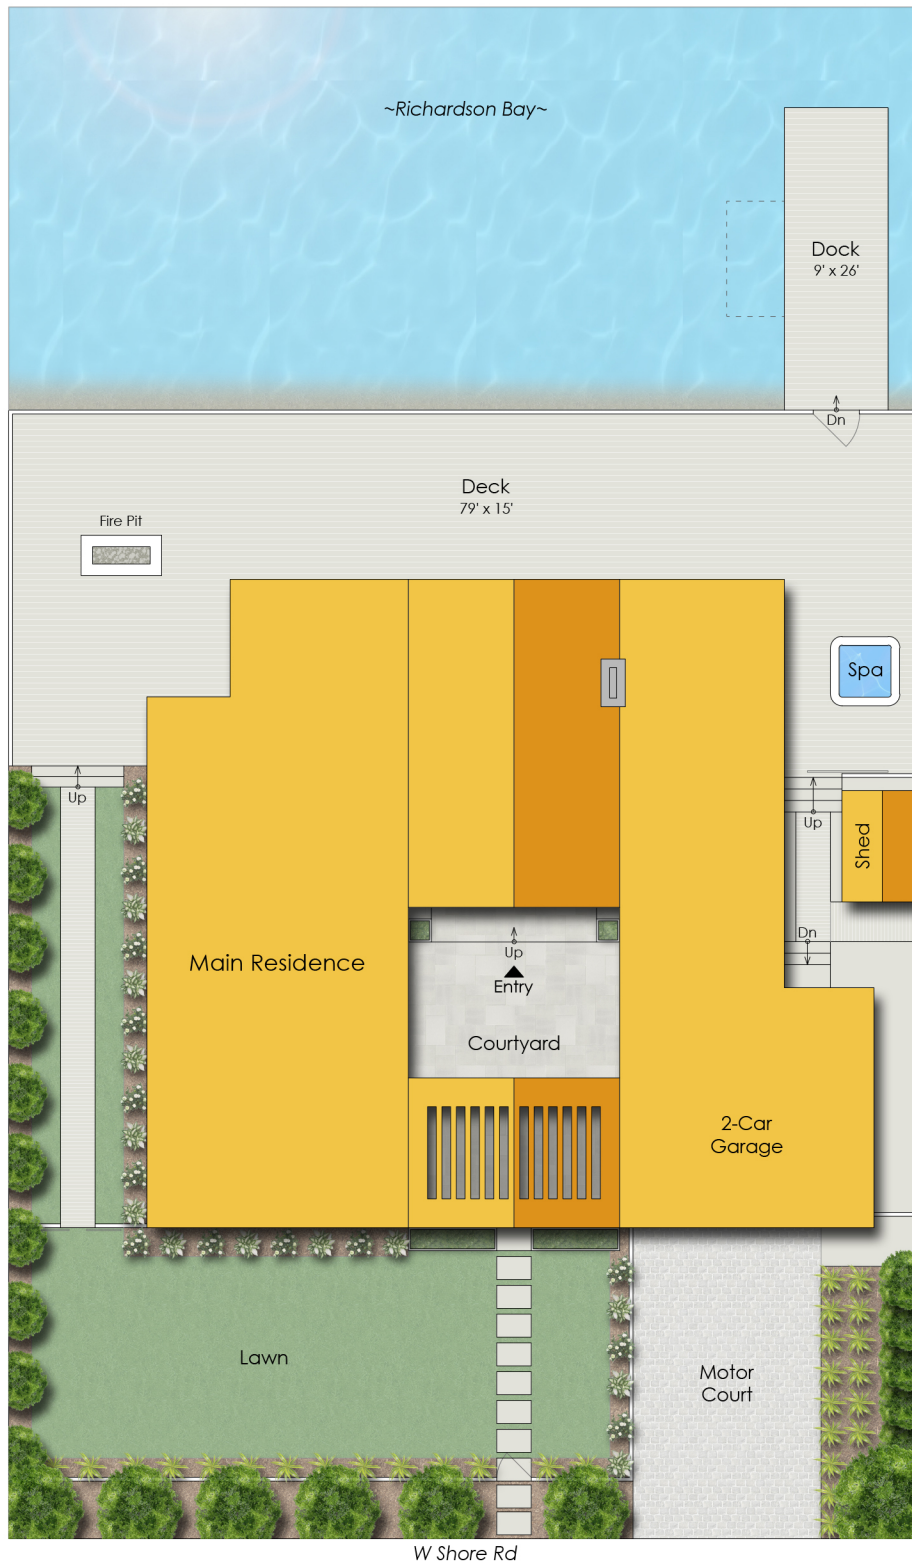 ~Richardson Bay~
Dock
9' x 26'
Dn
Deck
79' x 15'
Fire Pit
Spa
Up
Up
Shed
Dn
Main Residence
Up
Entry
Courtyard
2-Car
Garage
Lawn
Motor
Court
W Shore Rd